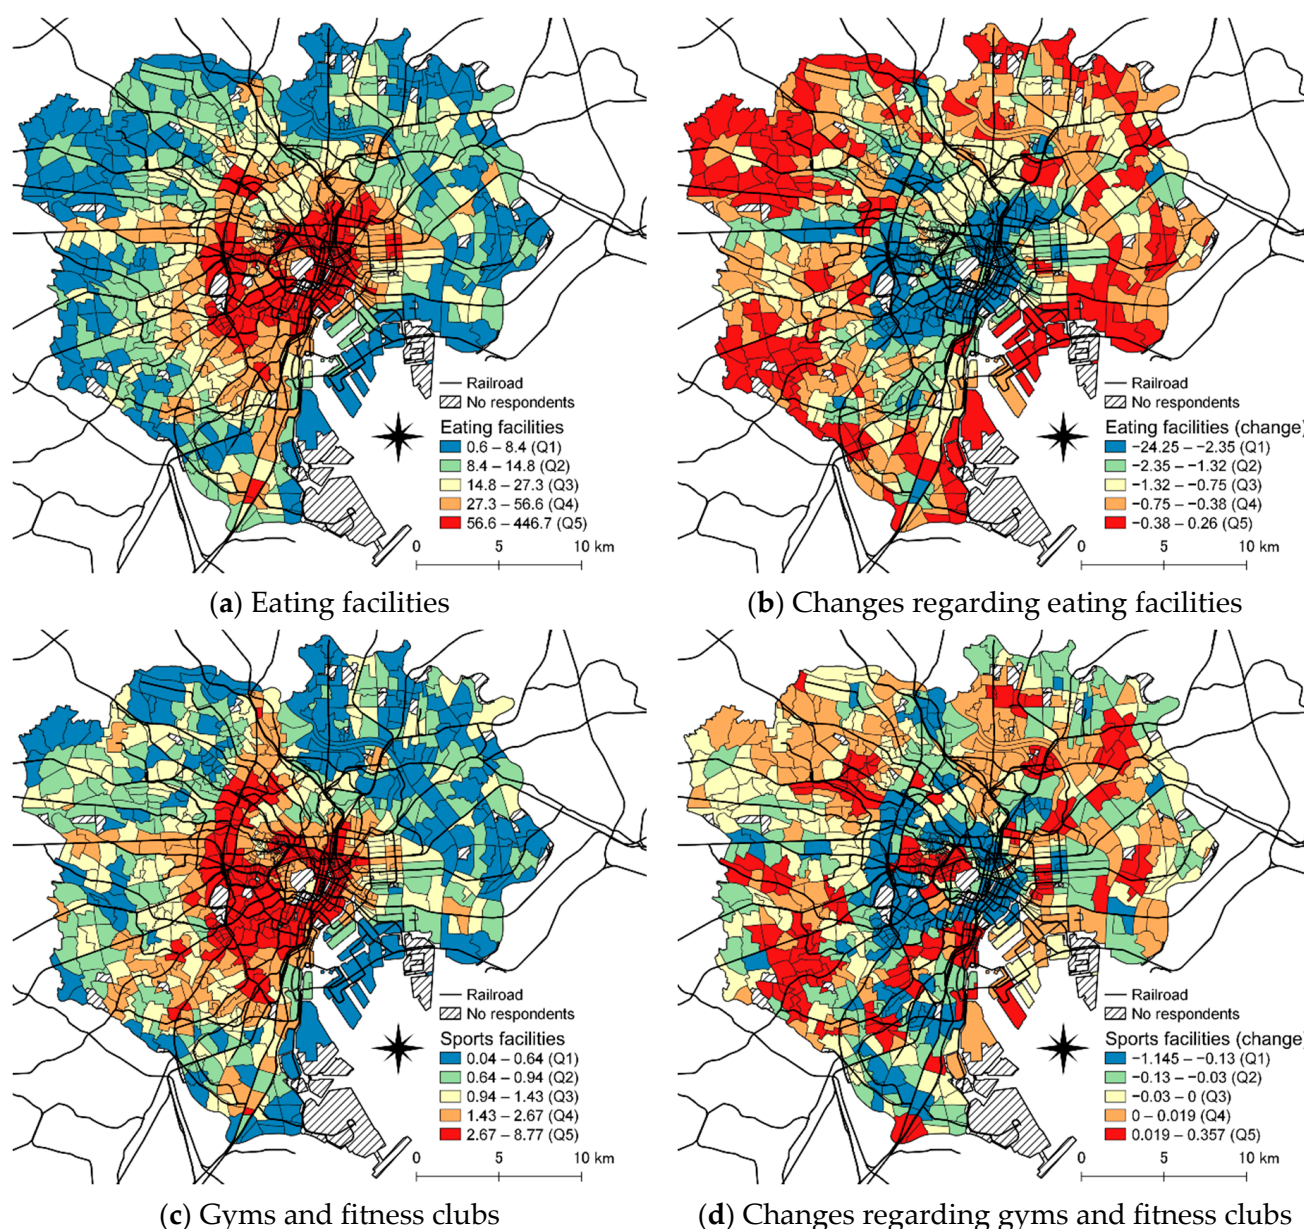 Railroad
No respondents
Eating facilities
0.6 – 8.4 (Q1)
8.4 – 14.8 (Q2)
14.8 – 27.3 (Q3)
27.3 – 56.6 (Q4)
56.6 – 446.7 (Q5)
0 5 10 km
(a) Eating facilities
Railroad
No respondents
Eating facilities (change)
−24.25 – −2.35 (Q1)
−2.35 – −1.32 (Q2)
−1.32 – −0.75 (Q3)
−0.75 – −0.38 (Q4)
−0.38 – 0.26 (Q5)
0 5 10 km
(b) Changes regarding eating facilities
Railroad
No respondents
Sports facilities
0.04 – 0.64 (Q1)
0.64 – 0.94 (Q2)
0.94 – 1.43 (Q3)
1.43 – 2.67 (Q4)
2.67 – 8.77 (Q5)
0 5 10 km
(c) Gyms and fitness clubs
Railroad
No respondents
Sports facilities (change)
−1.145 – −0.13 (Q1)
−0.13 – −0.03 (Q2)
−0.03 – 0 (Q3)
0 – 0.019 (Q4)
0.019 – 0.357 (Q5)
0 5 10 km
(d) Changes regarding gyms and fitness clubs